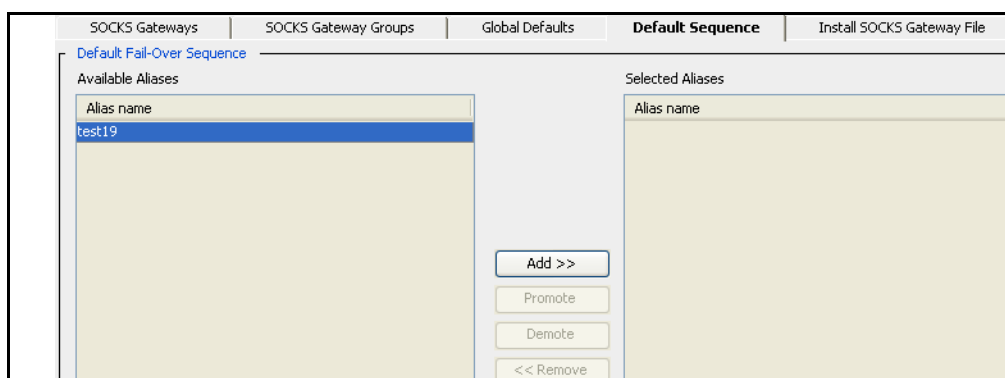 SOCKS Gateways SOCKS Gateway Groups Global Defaults Default Sequence Install SOCKS Gateway File
Default Fail-Over Sequence
Available Aliases Selected Aliases
Alias name Alias name
test19
Add >>
Promote
Demote
<< Remove